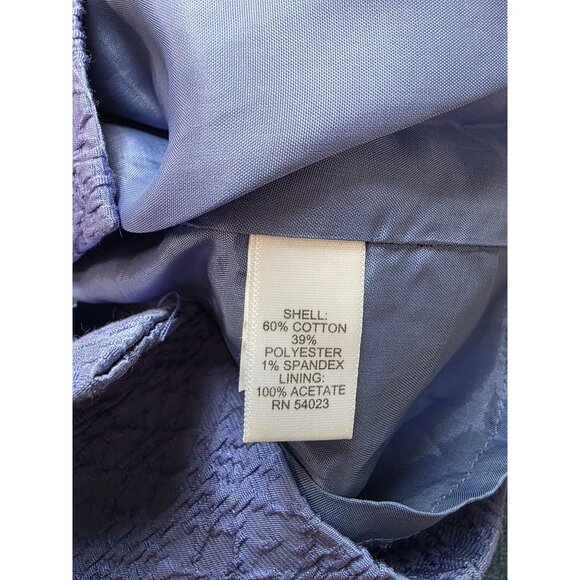 SHELL:
60% COTTON
39%
POLYESTER
1% SPANDEX
LINING:
100% ACETATE
RN 54023